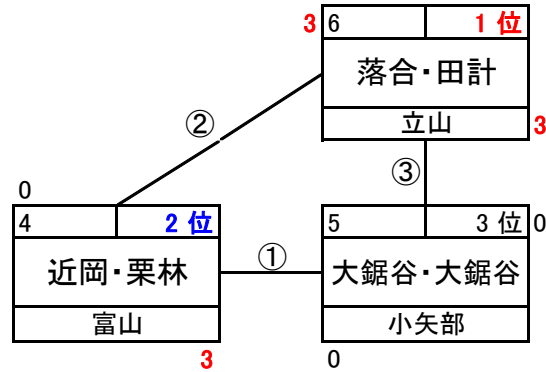 3 6 1 位
落合・田計
立山 3
②
③
0
4 2 位
5 3 位 0
近岡・栗林
①
大鋸谷・大鋸谷
富山
小矢部
3
0